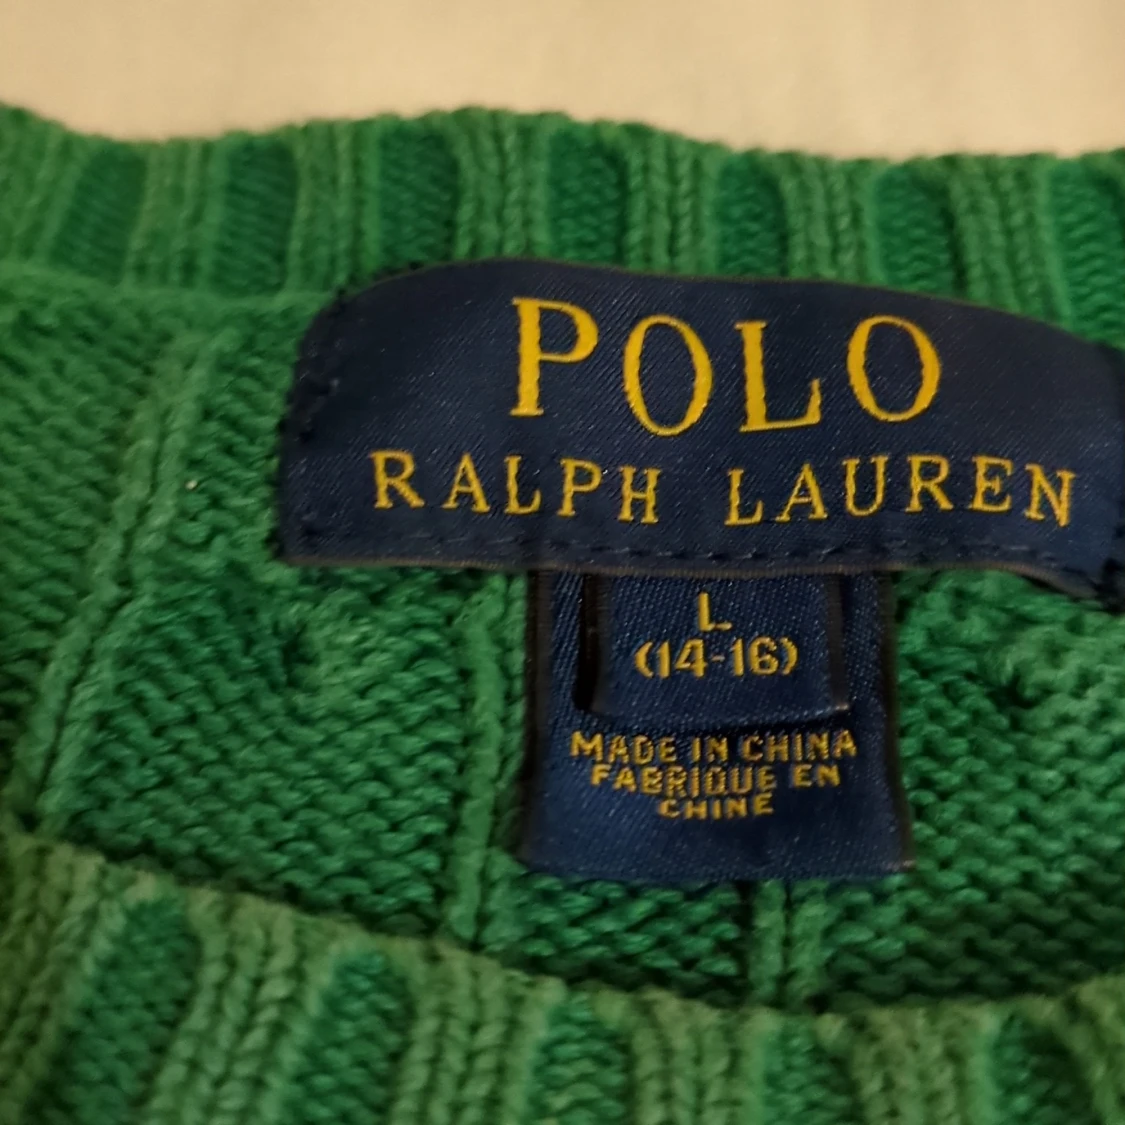 POLO
RALPH LAUREN
L
(14-16)
MADE IN CHINA
FABRIQUE EN
CHINE